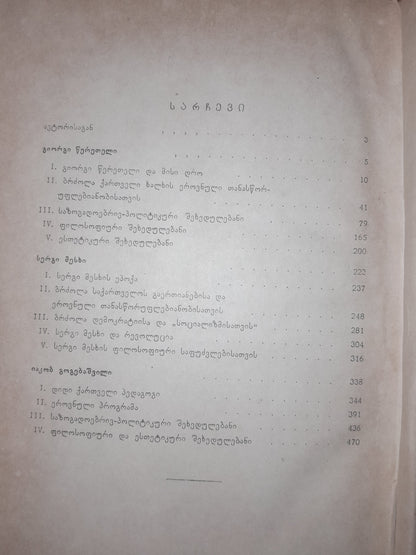 სარჩევი
ავტორისაგან . . . . . . . . . . 3
გიორგი წერეთელი . . . . . . . . . . 5
I. გიორგი წერეთელი და მისი დრო . . . . . . 10
II. ბრძოლა ქართველი ხალხის ეროვნული თანასწორ-
უფლებიანობისათვის . . . . . . . . 41
III. საზოგადოებრივ-პოლიტიკური შეხედულებანი . . . . 79
IV. ფილოსოფიური შეხედულებანი . . . . . . 165
V. ესთეტიკური შეხედულებანი . . . . . . 200
სერგი მესხი . . . . . . . . . . 222
I. სერგი მესხის ეპოქა . . . . . . . . 237
II. ბრძოლა საქართველოს გაერთიანებისა და
ეროვნული თანასწორუფლებიანობისათვის . . . . 248
III. ბრძოლა დემოკრატიისა და „სოციალიზმისათვის“ . . . 281
IV. სერგი მესხი და რევოლუცია . . . . . . 304
V. სერგი მესხის ფილოსოფიური საფუძვლებისათვის . . . 316
იაკობ გოგებაშვილი . . . . . . . . . 338
I. დიდი ქართველი პედაგოგი . . . . . . . 344
II. ეროვნული პროგრამა . . . . . . . . 391
III. საზოგადოებრივ-პოლიტიკური შეხედულებანი . . . . 436
IV. ფილოსოფიური და ესთეტიკური შეხედულებანი . . . . 470